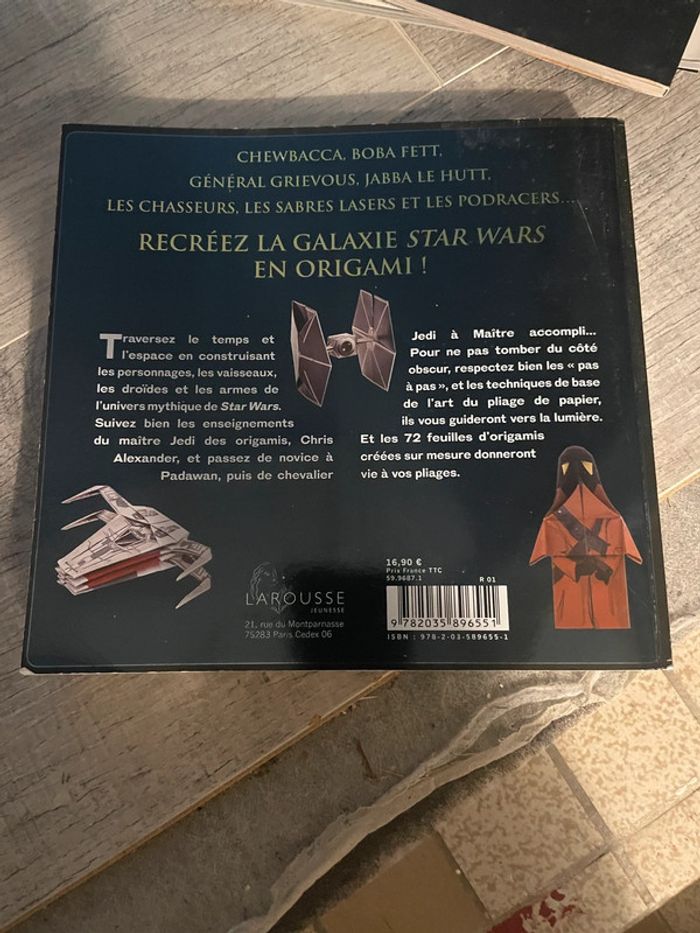 CHEWBACCA, BOBA FETT,
GÉNÉRAL GRIEVOUS, JABBA LE HUTT,
LES CHASSEURS, LES SABRES LASERS ET LES PODRACERS...
RECRÉEZ LA GALAXIE STAR WARS
EN ORIGAMI !
Traversez le temps et
l'espace en construisant
les personnages, les vaisseaux,
les droïdes et les armes de
l'univers mythique de Star Wars.
Suivez bien les enseignements
du maître Jedi des origamis, Chris
Alexander, et passez de novice à
Padawan, puis de chevalier
Jedi à Maître accompli...
Pour ne pas tomber du côté
obscur, respectez bien les « pas
à pas », et les techniques de base
de l'art du pliage de papier,
ils vous guideront vers la lumière.
Et les 72 feuilles d'origamis
créées sur mesure donneront
vie à vos pliages.
LAROUSSE
JEUNESSE
21, rue du Montparnasse
75283 Paris Cedex 06
16,90 €
Prix France TTC
59.9687.1
R 01
9 782035 896551
ISBN : 978-2-03-589655-1